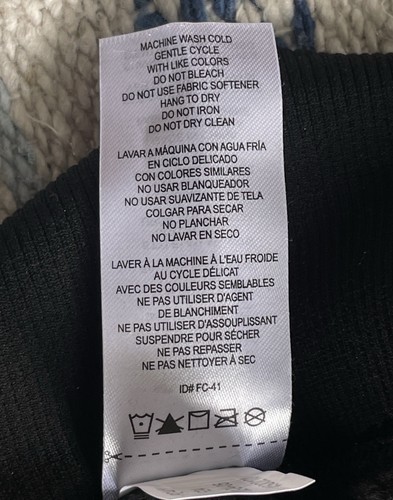 MACHINE WASH COLD
GENTLE CYCLE
WITH LIKE COLORS
DO NOT BLEACH
DO NOT USE FABRIC SOFTENER
HANG TO DRY
DO NOT IRON
DO NOT DRY CLEAN
LAVAR A MÁQUINA CON AGUA FRÍA
EN CICLO DELICADO
CON COLORES SIMILARES
NO USAR BLANQUEADOR
NO USAR SUAVIZANTE DE TELA
COLGAR PARA SECAR
NO PLANCHAR
NO LAVAR EN SECO
LAVER À LA MACHINE À L'EAU FROIDE
AU CYCLE DÉLICAT
AVEC DES COULEURS SEMBLABLES
NE PAS UTILISER D'AGENT
DE BLANCHIMENT
NE PAS UTILISER D'ASSOUPLISSANT
SUSPENDRE POUR SÉCHER
NE PAS REPASSER
NE PAS NETTOYER À SEC
ID# FC-41